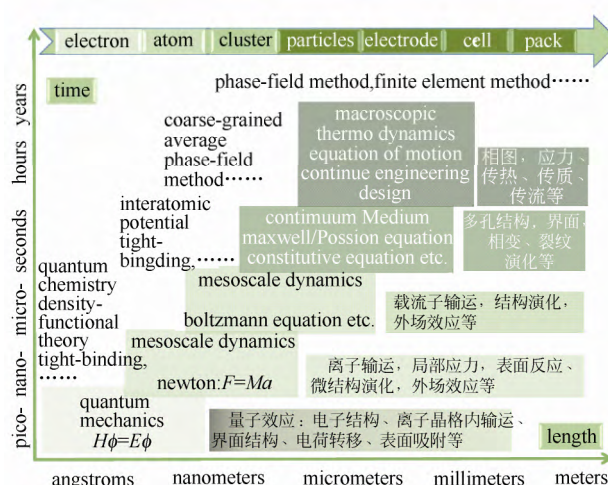 electron atom cluster particles electrode cell pack
phase-field method,finite element method……
time
years
hours
seconds
micro-
nano-
pico-
coarse-grained
average
phase-field
method……
macroscopic
thermo dynamics
equation of motion
continue engineering
design
相图，应力、
传热、传质、
传流等
interatomic
potential
tight-
bingding,……
continuum Medium
maxwell/Possion equation
constitutive equation etc.
多孔结构，界面，
相变、裂纹
演化等
quantum
chemistry
density-
functional
theory
tight-binding,
……
mesoscale dynamics
boltzmann equation etc.
载流子输运，结构演化，
外场效应等
mesoscale dynamics
newton:F=Ma
离子输运，局部应力，表面反应、
微结构演化，外场效应等
quantum
mechanics
Hϕ=Eϕ
量子效应：电子结构、离子晶格内输运、
界面结构、电荷转移、表面吸附等
length
angstroms nanometers micrometers millimeters meters